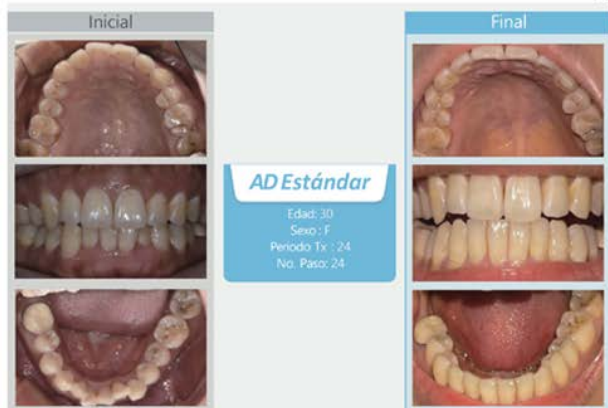 Inicial
Final
AD Estándar
Edad: 30
Sexo : F
Periodo Tx : 24
No. Paso: 24